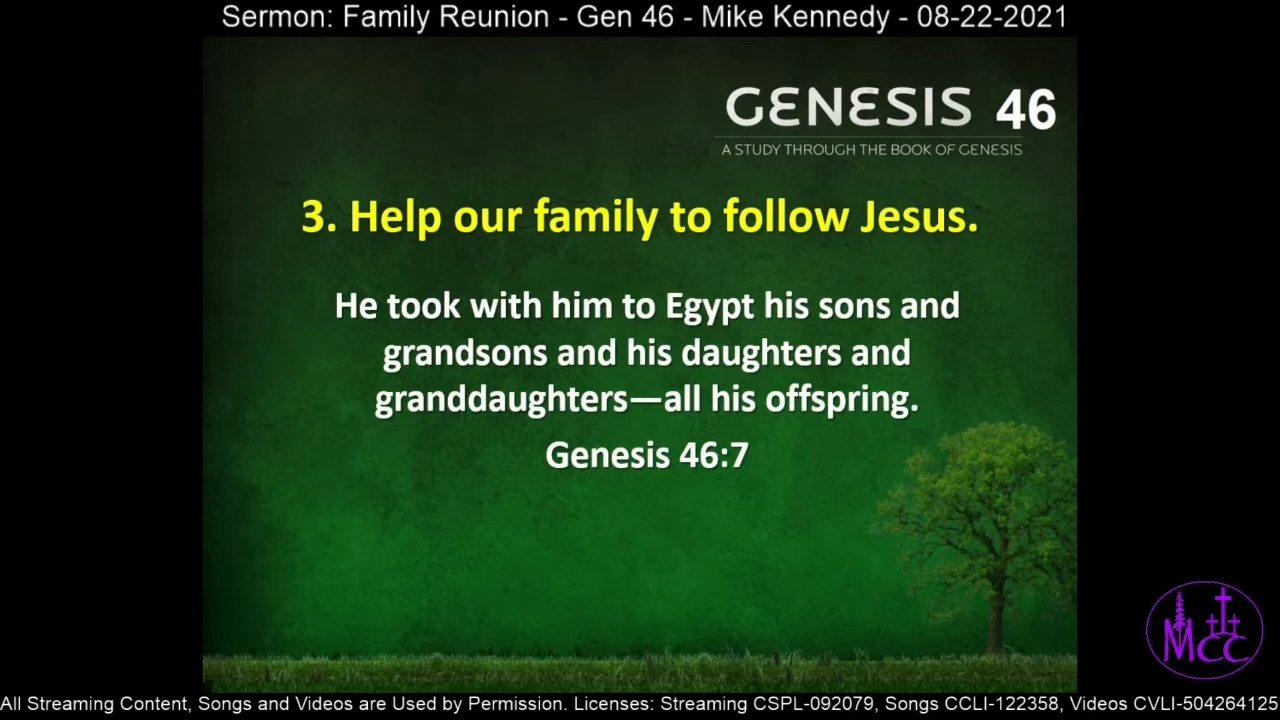 Sermon: Family Reunion - Gen 46 - Mike Kennedy - 08-22-2021
GENESIS 46
A STUDY THROUGH THE BOOK OF GENESIS
3. Help our family to follow Jesus.
He took with him to Egypt his sons and
grandsons and his daughters and
granddaughters—all his offspring.
Genesis 46:7
MCC
All Streaming Content, Songs and Videos are Used by Permission. Licenses: Streaming CSPL-092079, Songs CCLI-122358, Videos CVLI-504264125